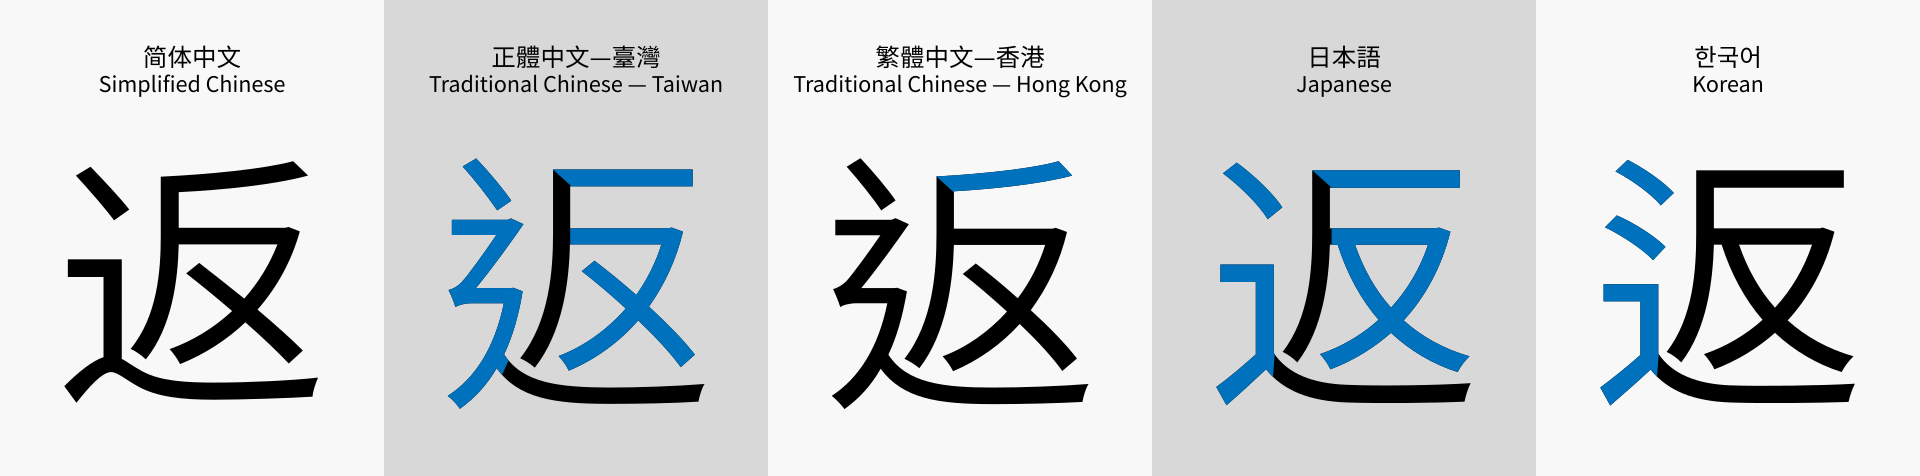 简体中文
Simplified Chinese
返
正體中文—臺灣
Traditional Chinese — Taiwan
返
繁體中文—香港
Traditional Chinese — Hong Kong
返
日本語
Japanese
返
한국어
Korean
返